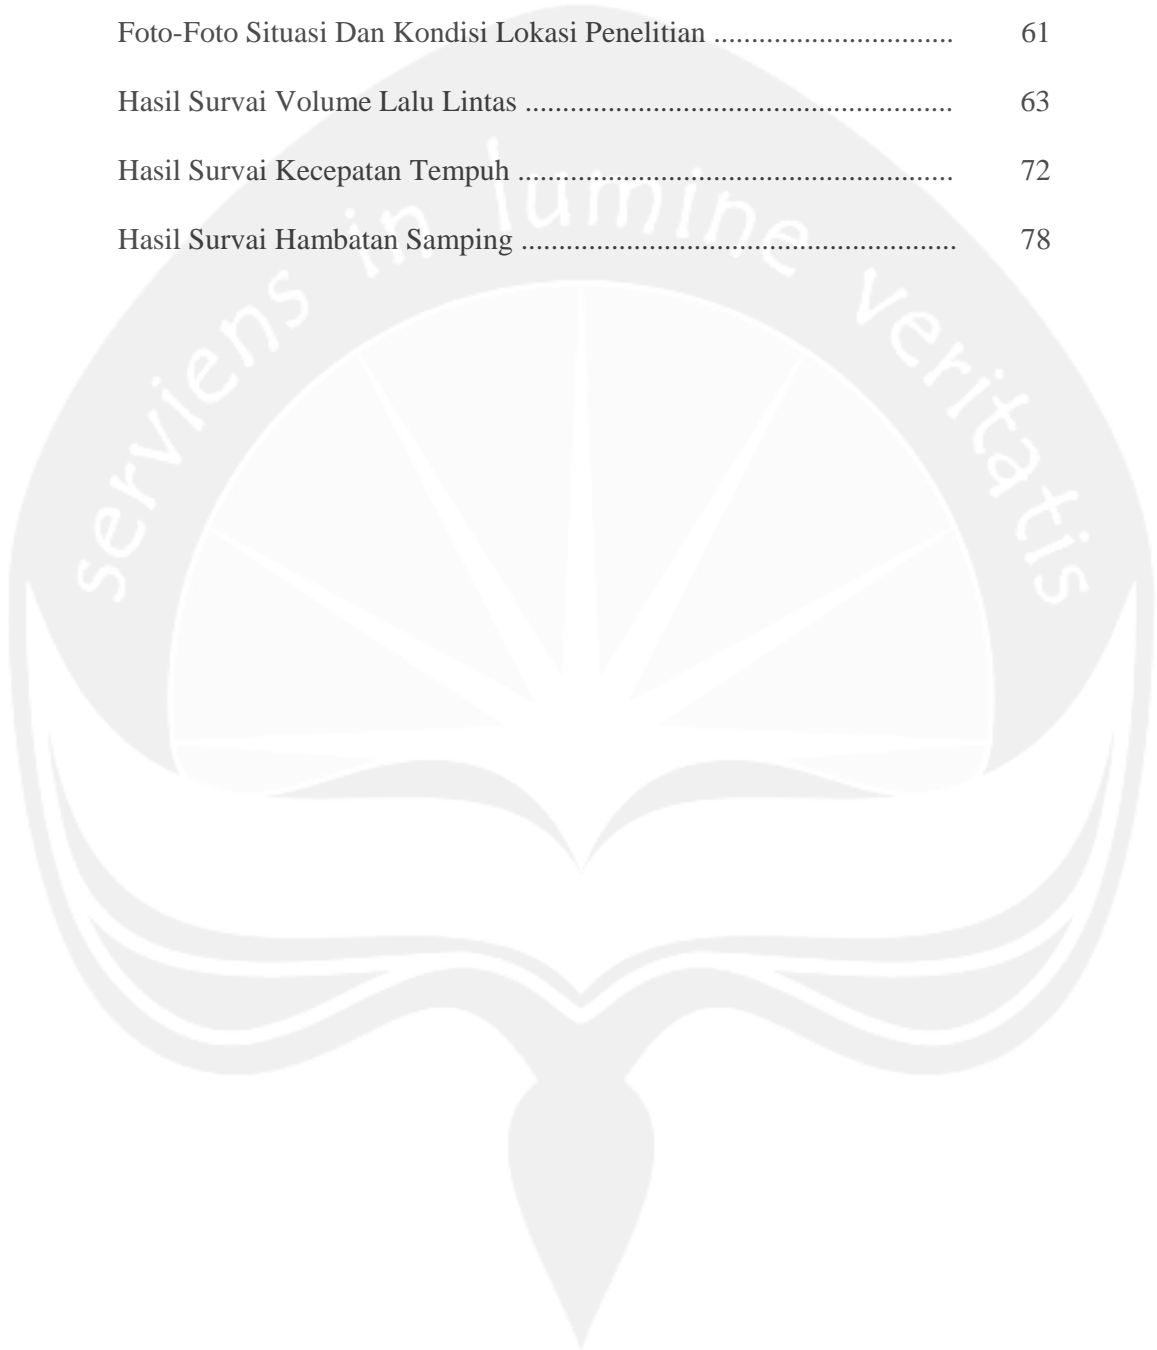 Foto-Foto Situasi Dan Kondisi Lokasi Penelitian ................................ 61
Hasil Survai Volume Lalu Lintas ......................................................... 63
Hasil Survai Kecepatan Tempuh .......................................................... 72
Hasil Survai Hambatan Samping .......................................................... 78
serviens in lumine veritatis